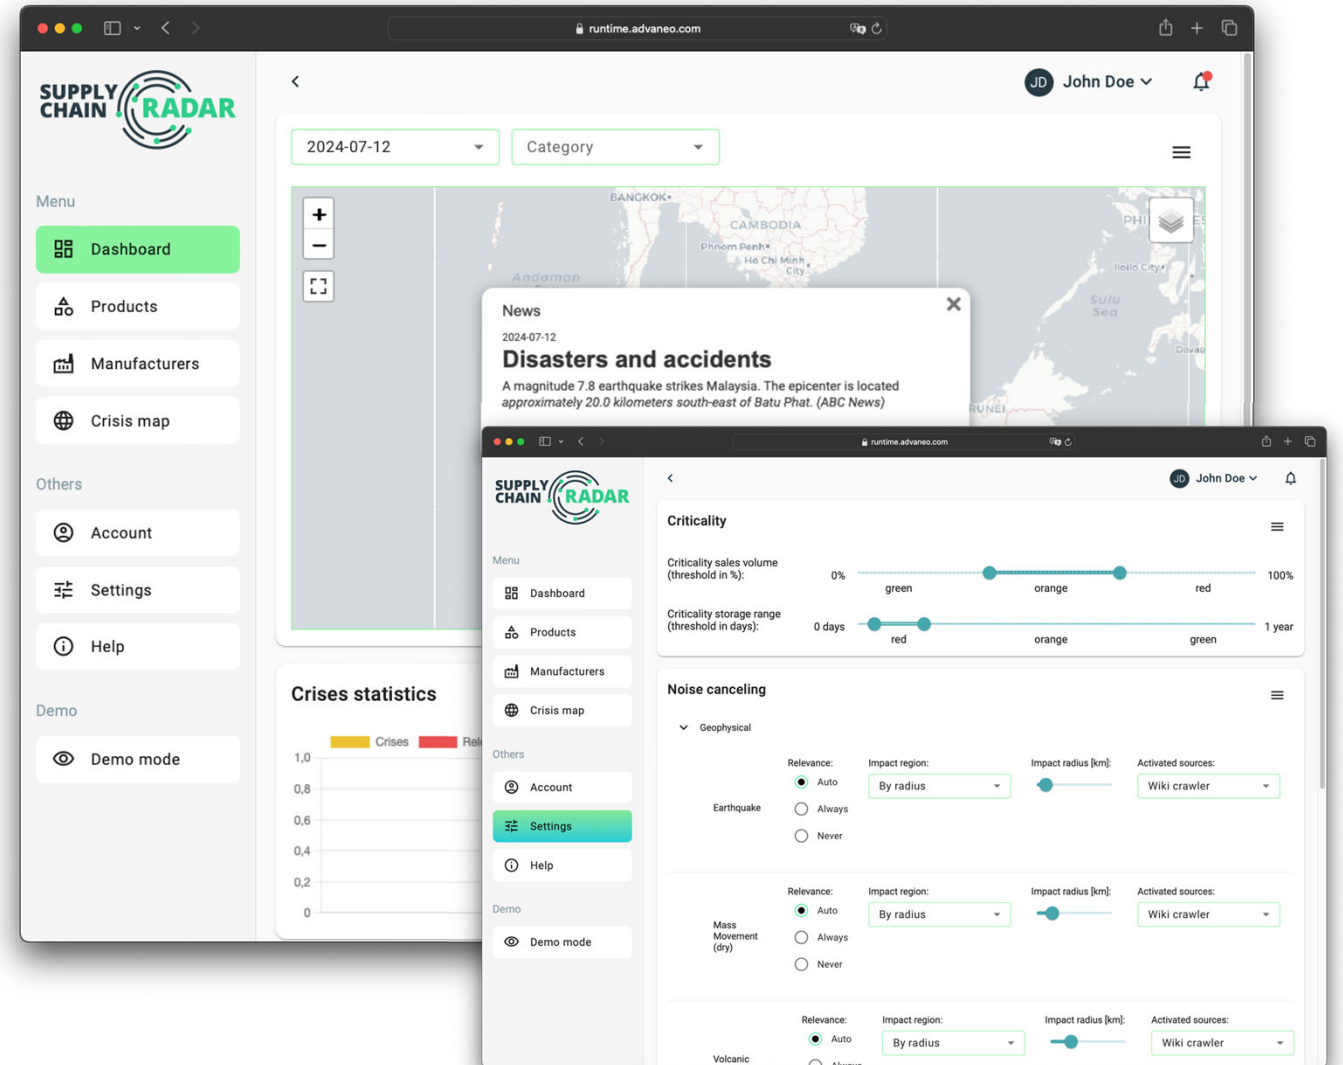 runtime.advaneo.com
SUPPLY
CHAIN
RADAR
JD John Doe
2024-07-12
Category
Menu
Dashboard
Products
Manufacturers
Crisis map
Others
Account
Settings
Help
Demo
Demo mode
+
−
BANGKOK
CAMBODIA
Phnom Penh
Ho Chi Minh
City
Andaman
PHI
ES
Iloilo City
Sulu
Sea
Davao
RUNEI
News
2024-07-12
Disasters and accidents
A magnitude 7.8 earthquake strikes Malaysia. The epicenter is located
approximately 20.0 kilometers south-east of Batu Phat. (ABC News)
Crises statistics
Crises Rel
1,0
0,8
0,6
0,4
0,2
0
runtime.advaneo.com
SUPPLY
CHAIN
RADAR
JD John Doe
Menu
Dashboard
Products
Manufacturers
Crisis map
Others
Account
Settings
Help
Demo
Demo mode
Criticality
Criticality sales volume
(threshold in %):
0% 100%
green orange red
Criticality storage range
(threshold in days):
0 days 1 year
red orange green
Noise canceling
Geophysical
Relevance: Impact region: Impact radius [km]: Activated sources:
Auto By radius Wiki crawler
Earthquake Always
Never
Relevance: Impact region: Impact radius [km]: Activated sources:
Auto By radius Wiki crawler
Mass
Movement
(dry)
Always
Never
Relevance: Impact region: Impact radius [km]: Activated sources:
Auto By radius Wiki crawler
Volcanic
Always